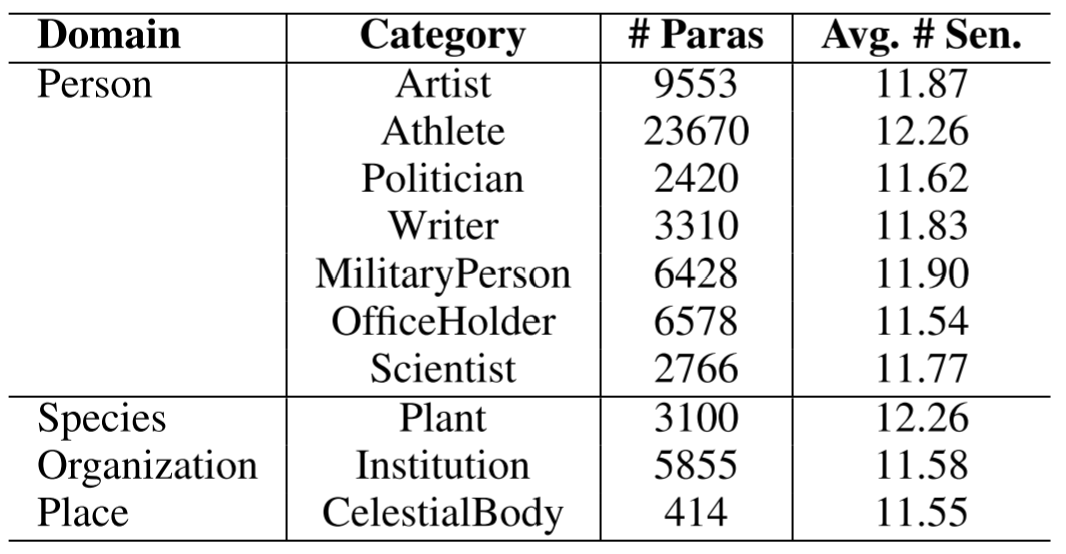 Domain Category # Paras Avg. # Sen.
Person Artist 9553 11.87
Athlete 23670 12.26
Politician 2420 11.62
Writer 3310 11.83
MilitaryPerson 6428 11.90
OfficeHolder 6578 11.54
Scientist 2766 11.77
Species Plant 3100 12.26
Organization Institution 5855 11.58
Place CelestialBody 414 11.55